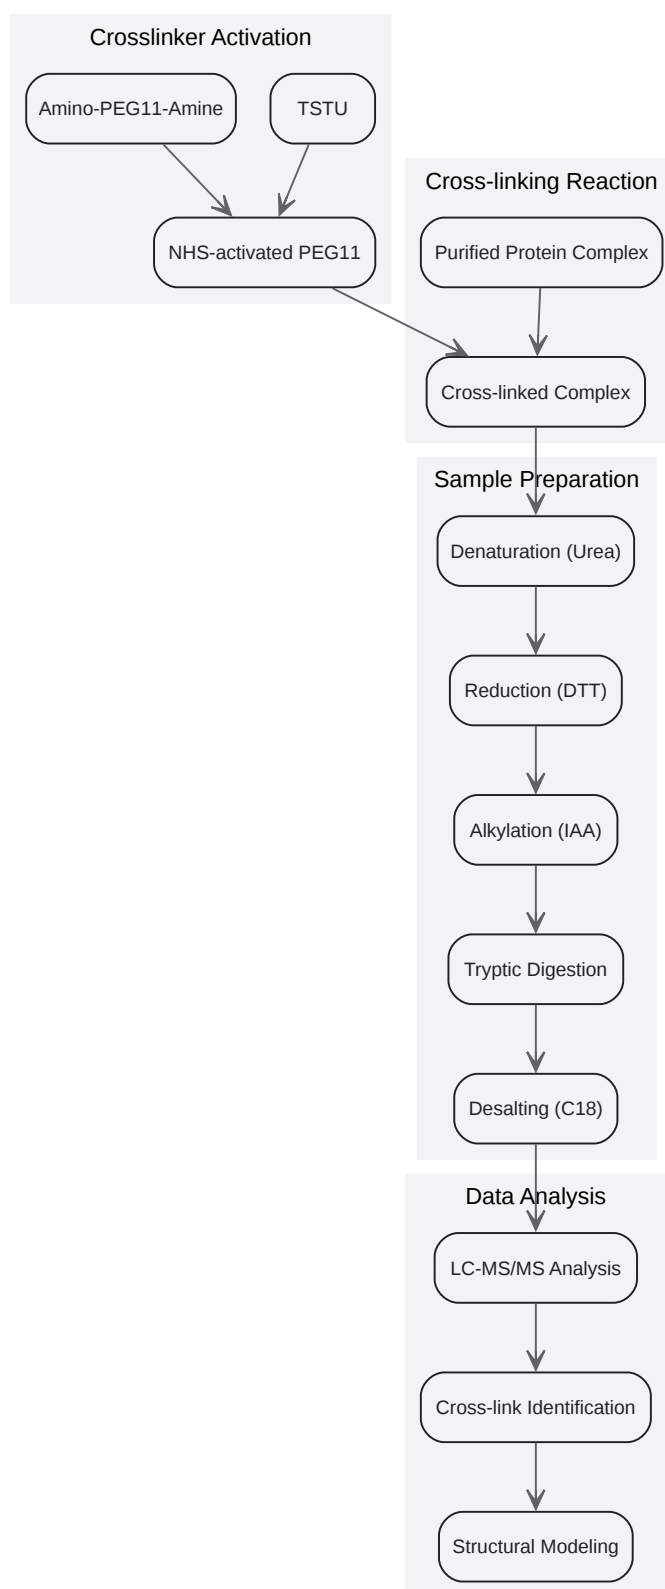 Crosslinker Activation
Amino-PEG11-Amine
TSTU
NHS-activated PEG11
Cross-linking Reaction
Purified Protein Complex
Cross-linked Complex
Sample Preparation
Denaturation (Urea)
Reduction (DTT)
Alkylation (IAA)
Tryptic Digestion
Desalting (C18)
Data Analysis
LC-MS/MS Analysis
Cross-link Identification
Structural Modeling